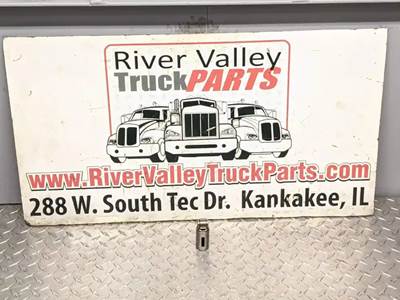 River Valley
TruckPARTS
www.RiverValleyTruckParts.com
288 W. South Tec Dr. Kankakee, IL